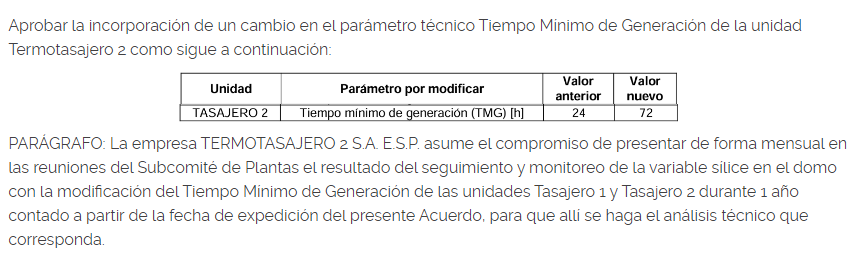 Aprobar la incorporación de un cambio en el parámetro técnico Tiempo Mínimo de Generación de la unidad
Termotasajero 2 como sigue a continuación:
Unidad Parámetro por modificar Valor anterior Valor nuevo
TASAJERO 2 Tiempo mínimo de generación (TMG) [h] 24 72
PARÁGRAFO: La empresa TERMOTASAJERO 2 S.A. E.S.P. asume el compromiso de presentar de forma mensual en
las reuniones del Subcomité de Plantas el resultado del seguimiento y monitoreo de la variable sílice en el domo
con la modificación del Tiempo Mínimo de Generación de las unidades Tasajero 1 y Tasajero 2 durante 1 año
contado a partir de la fecha de expedición del presente Acuerdo, para que allí se haga el análisis técnico que
corresponda.